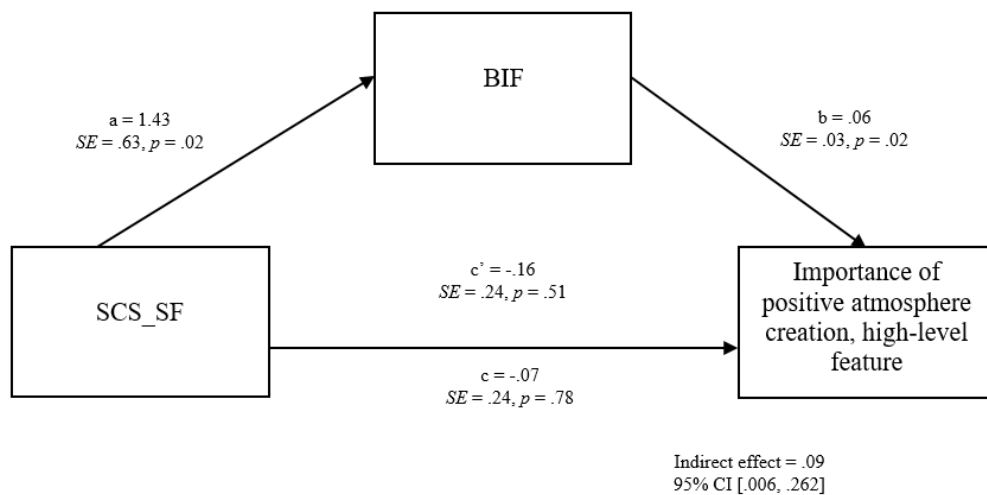 BIF
a = 1.43
SE = .63, p = .02
b = .06
SE = .03, p = .02
SCS_SF
c’ = -.16
SE = .24, p = .51
c = -.07
SE = .24, p = .78
Importance of
positive atmosphere
creation, high-level
feature
Indirect effect = .09
95% CI [.006, .262]